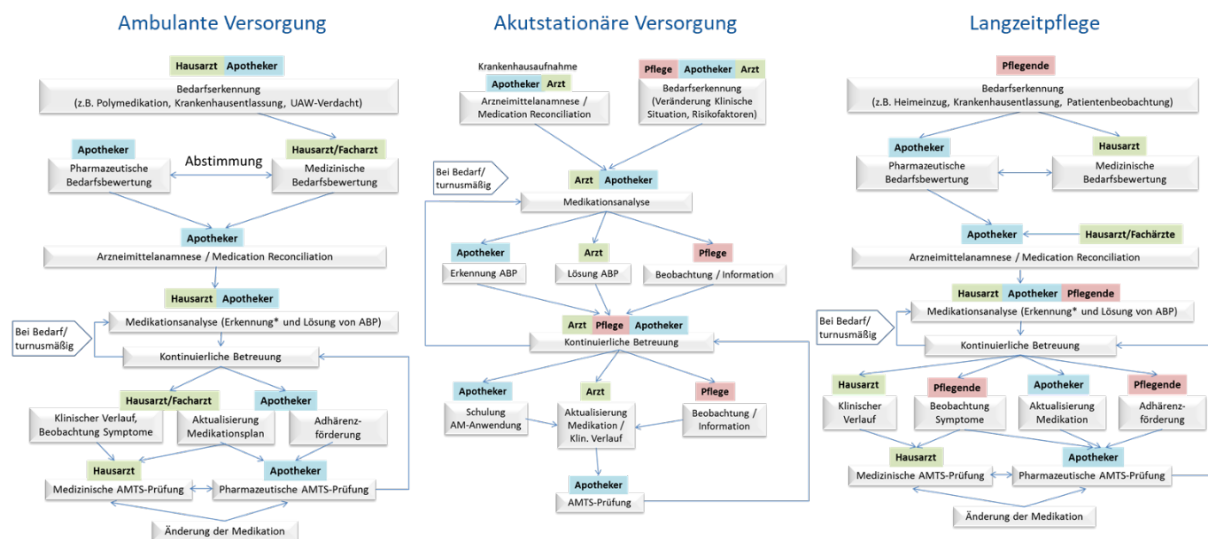 Ambulante Versorgung
Hausarzt Apotheker
Bedarfserkennung
(z.B. Polymedikation, Krankenhausentlassung, UAW-Verdacht)
Apotheker
Pharmazeutische
Bedarfsbewertung
Abstimmung
Hausarzt/Facharzt
Medizinische
Bedarfsbewertung
Apotheker
Arzneimittelanamnese / Medication Reconciliation
Hausarzt Apotheker
Medikationsanalyse (Erkennung* und Lösung von ABP)
Bei Bedarf/
turnusmäßig
Kontinuierliche Betreuung
Hausarzt/Facharzt
Apotheker
Klinischer Verlauf,
Beobachtung Symptome
Aktualisierung
Medikationsplan
Adhärenz-
förderung
Hausarzt
Medizinische AMTS-Prüfung
Apotheker
Pharmazeutische AMTS-Prüfung
Änderung der Medikation
Akutstationäre Versorgung
Krankenhausaufnahme
Apotheker Arzt
Arzneimittelanamnese /
Medication Reconciliation
Pflege Apotheker Arzt
Bedarfserkennung
(Veränderung Klinische
Situation, Risikofaktoren)
Bei Bedarf/
turnusmäßig
Arzt Apotheker
Medikationsanalyse
Apotheker
Erkennung ABP
Arzt
Lösung ABP
Pflege
Beobachtung / Information
Arzt Pflege Apotheker
Kontinuierliche Betreuung
Apotheker
Schulung
AM-Anwendung
Arzt
Aktualisierung
Medikation /
Klin. Verlauf
Pflege
Beobachtung /
Information
Apotheker
AMTS-Prüfung
Langzeitpflege
Pflegende
Bedarfserkennung
(z.B. Heimeinzug, Krankenhausentlassung, Patientenbeobachtung)
Apotheker
Pharmazeutische
Bedarfsbewertung
Hausarzt
Medizinische
Bedarfsbewertung
Apotheker
Hausarzt/Fachärzte
Arzneimittelanamnese / Medication Reconciliation
Hausarzt Apotheker Pflegende
Medikationsanalyse (Erkennung* und Lösung von ABP)
Bei Bedarf/
turnusmäßig
Kontinuierliche Betreuung
Hausarzt
Klinischer
Verlauf
Pflegende
Beobachtung
Symptome
Apotheker
Aktualisierung
Medikation
Pflegende
Adhärenz-
förderung
Hausarzt
Medizinische AMTS-Prüfung
Apotheker
Pharmazeutische AMTS-Prüfung
Änderung der Medikation